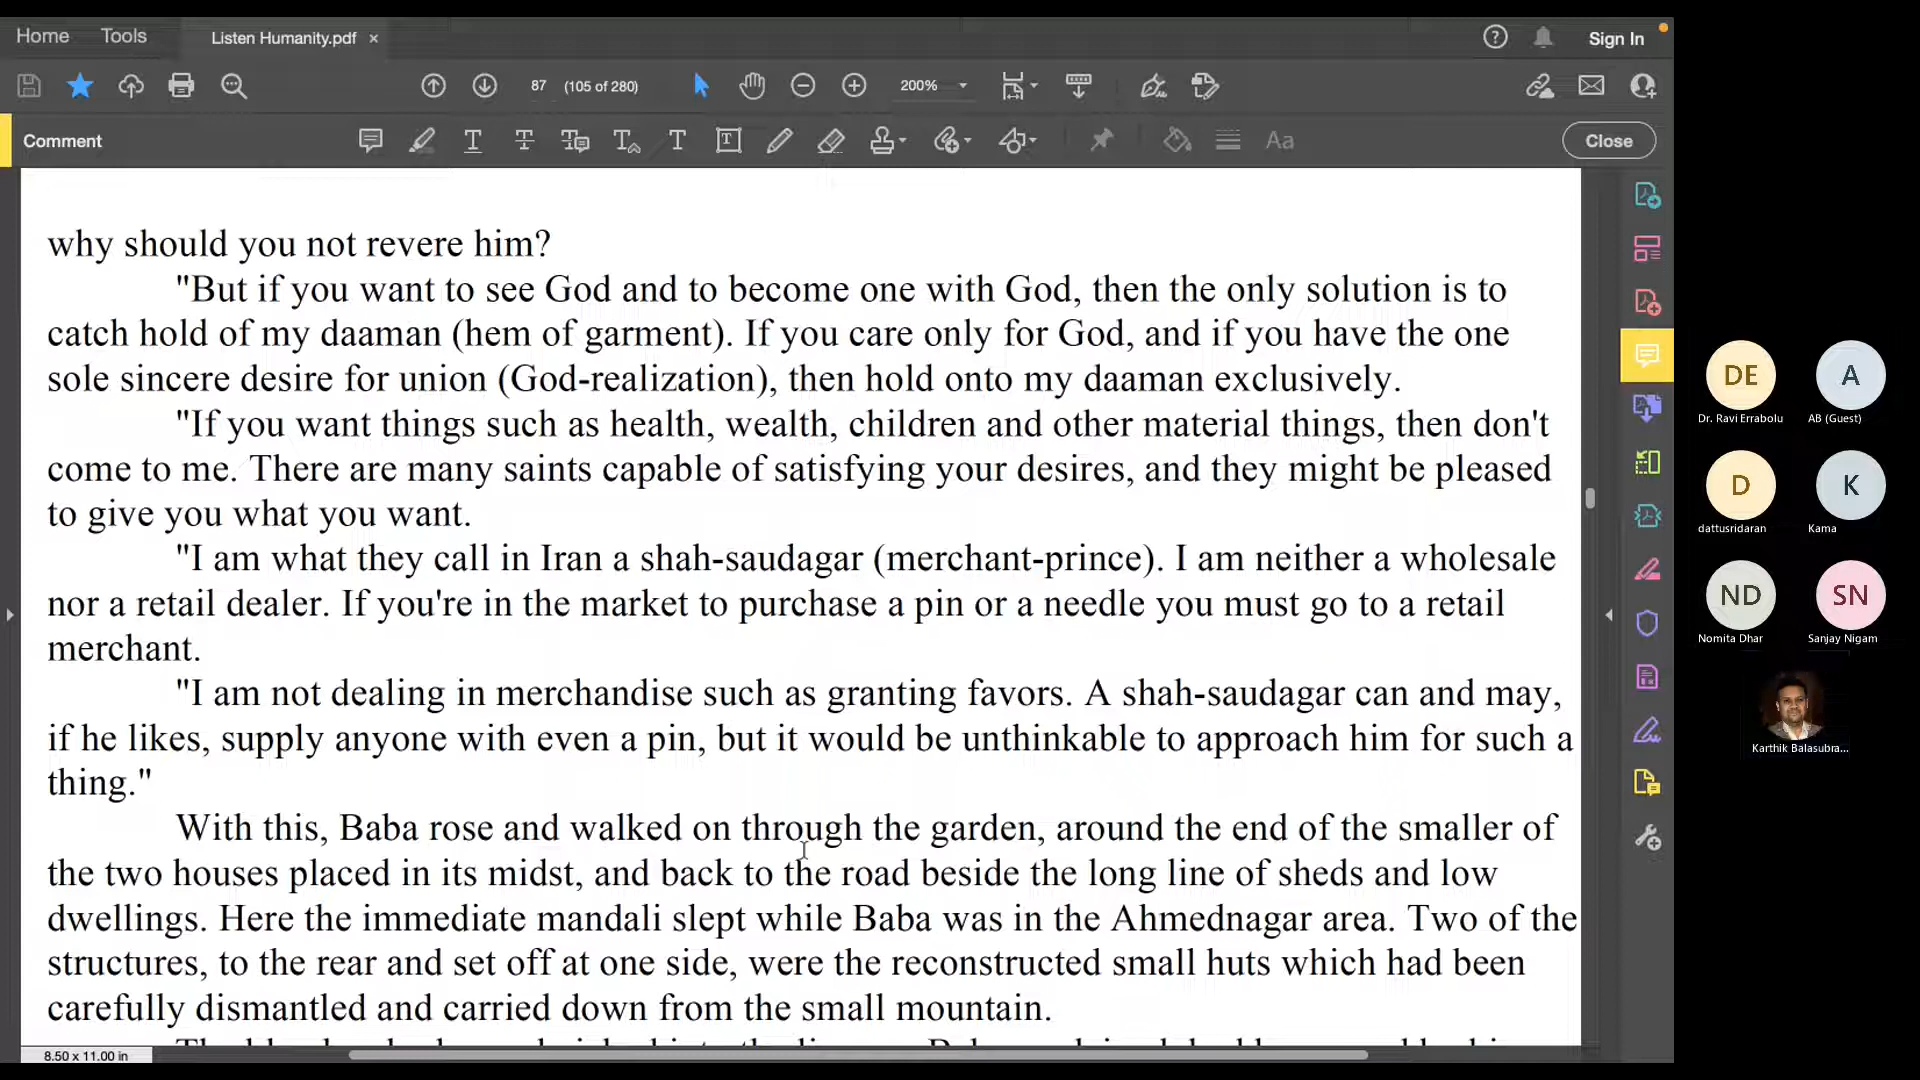 Home
Tools
Listen Humanity.pdf ×
Sign In
87 (105 of 280)
200%
Comment
Aa
Close
why should you not revere him?
"But if you want to see God and to become one with God, then the only solution is to
catch hold of my daaman (hem of garment). If you care only for God, and if you have the one
sole sincere desire for union (God-realization), then hold onto my daaman exclusively.
"If you want things such as health, wealth, children and other material things, then don't
come to me. There are many saints capable of satisfying your desires, and they might be pleased
to give you what you want.
"I am what they call in Iran a shah-saudagar (merchant-prince). I am neither a wholesale
nor a retail dealer. If you're in the market to purchase a pin or a needle you must go to a retail
merchant.
"I am not dealing in merchandise such as granting favors. A shah-saudagar can and may,
if he likes, supply anyone with even a pin, but it would be unthinkable to approach him for such a
thing."
With this, Baba rose and walked on through the garden, around the end of the smaller of
the two houses placed in its midst, and back to the road beside the long line of sheds and low
dwellings. Here the immediate mandali slept while Baba was in the Ahmednagar area. Two of the
structures, to the rear and set off at one side, were the reconstructed small huts which had been
carefully dismantled and carried down from the small mountain.
8.50 x 11.00 in
DE
Dr. Ravi Errabolu
A
AB (Guest)
D
dattusridaran
K
Kama
ND
Nomita Dhar
SN
Sanjay Nigam
Karthik Balasubra...